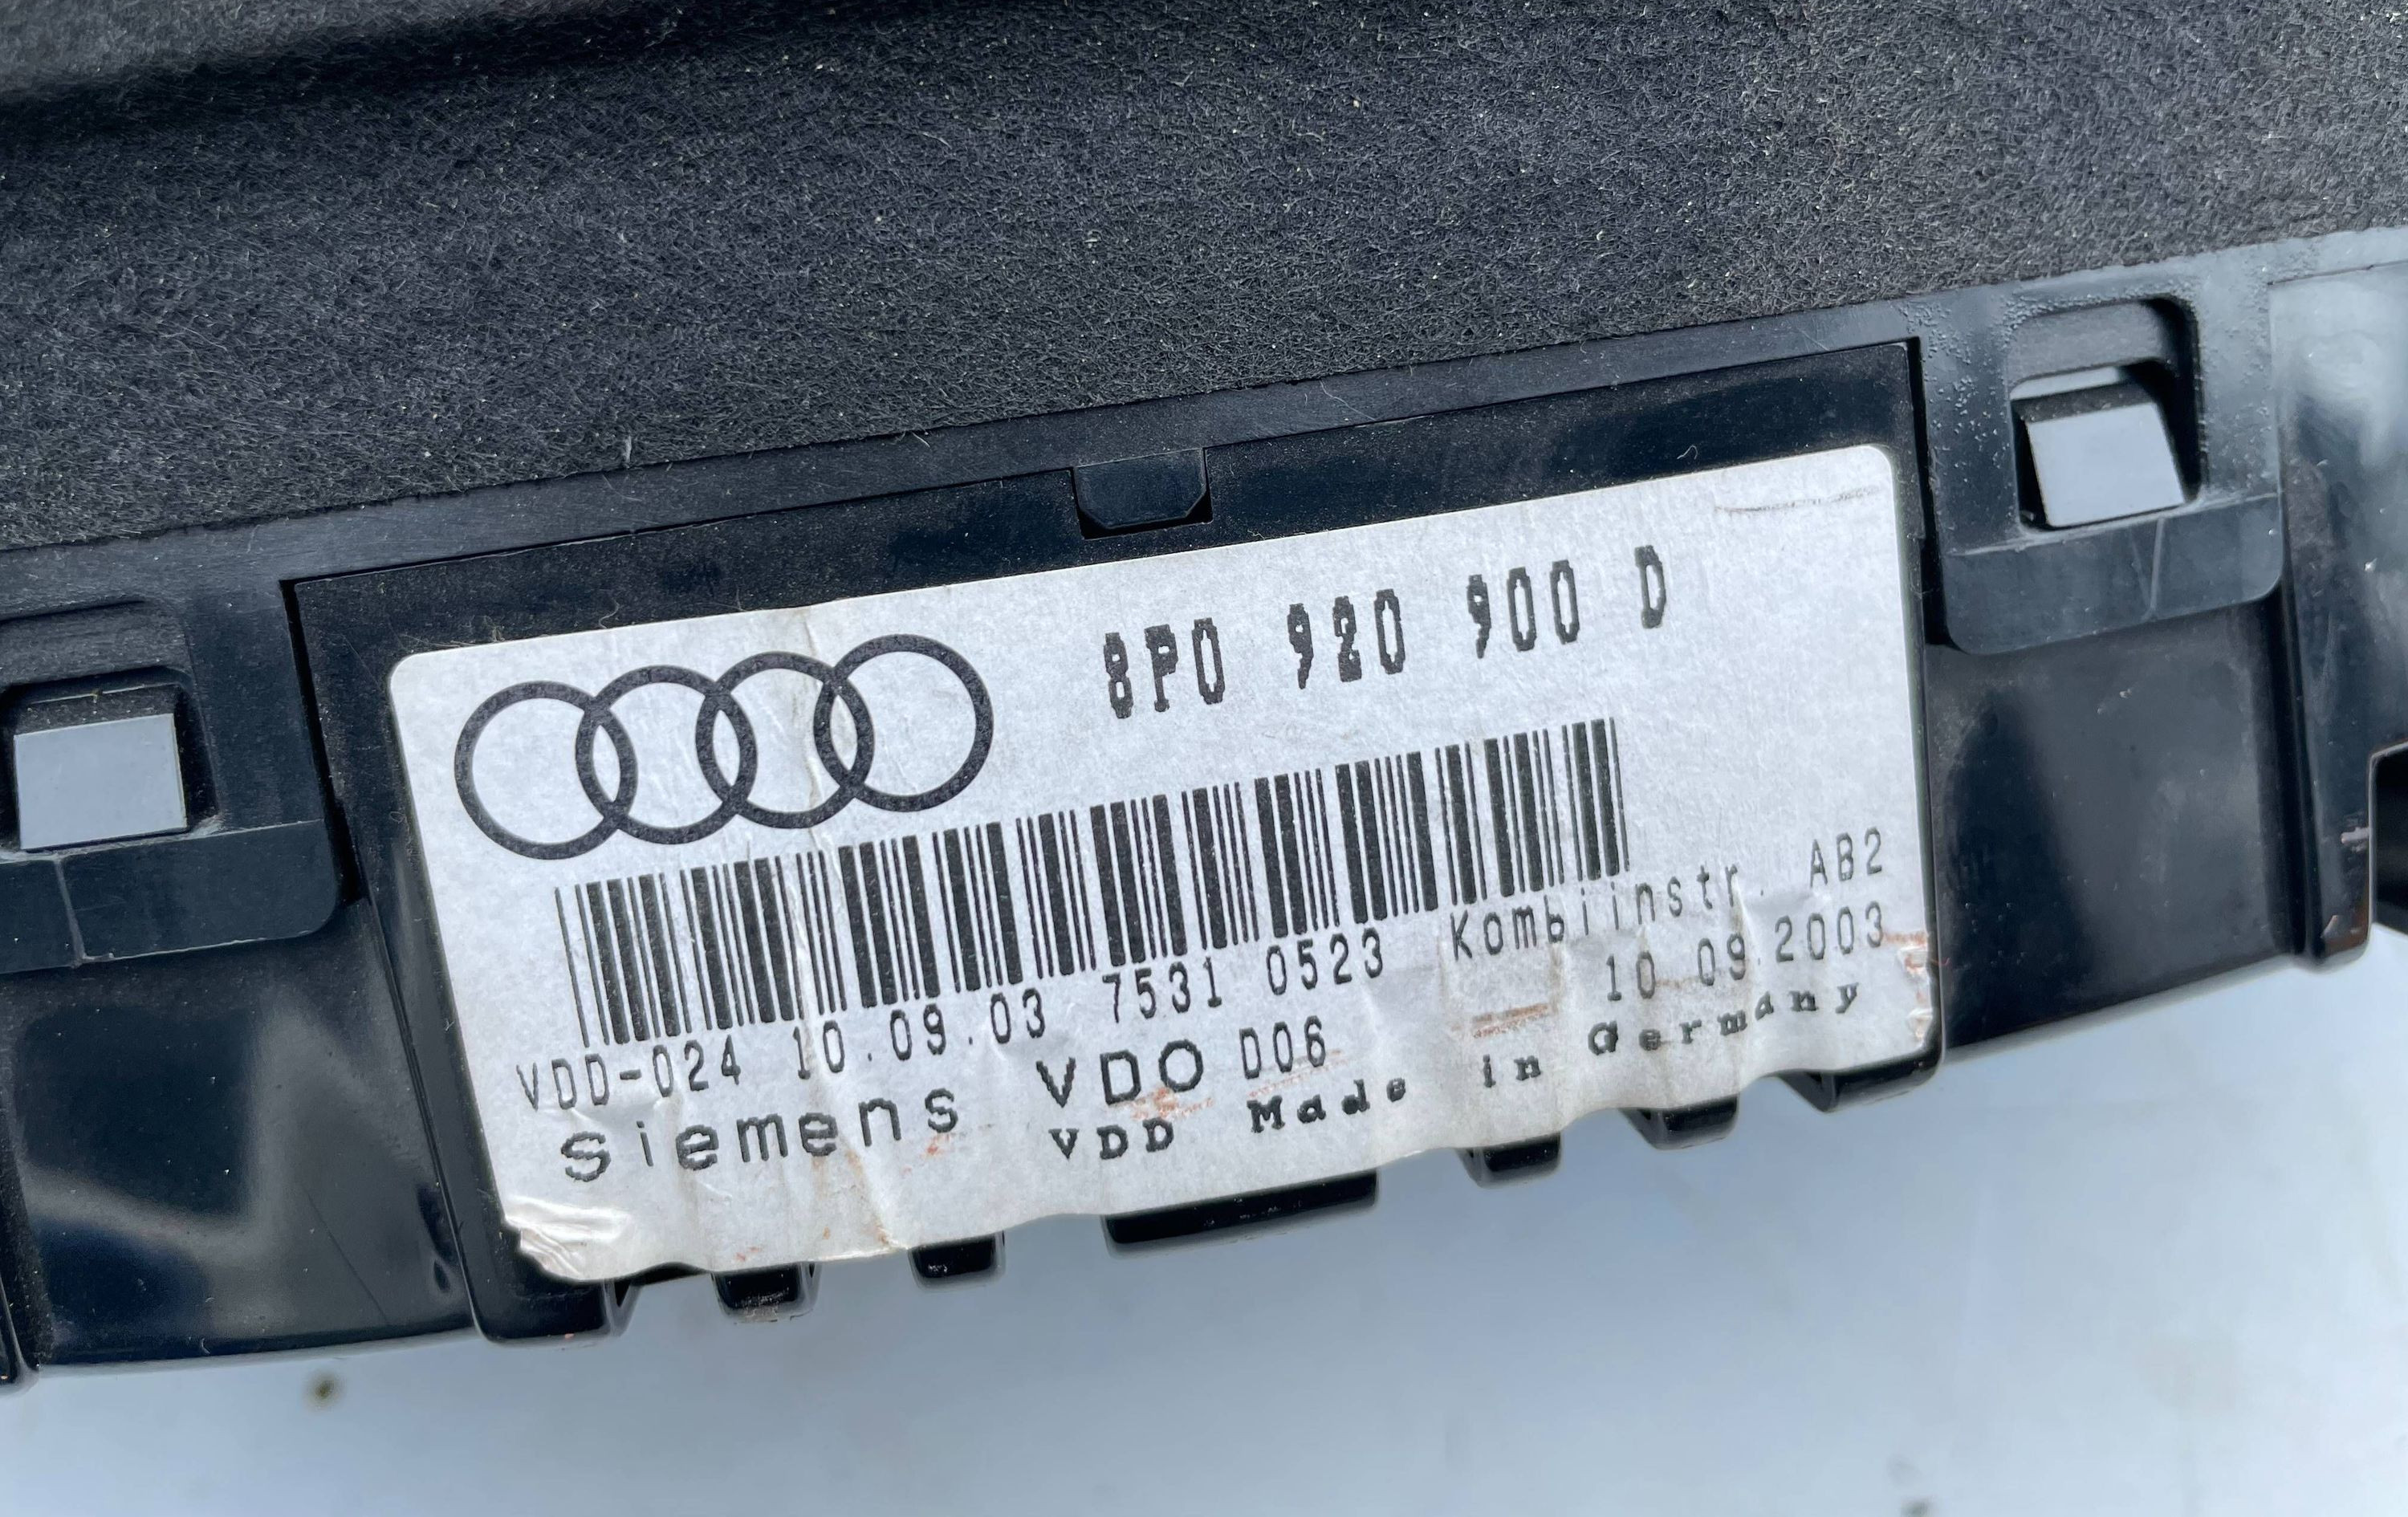 8P0 920 900 D
Kombiinstr. AB2
VDD-024 10.09.03 7531 0523 10.09.2003
Siemens VDO D06
VDD Made in Germany